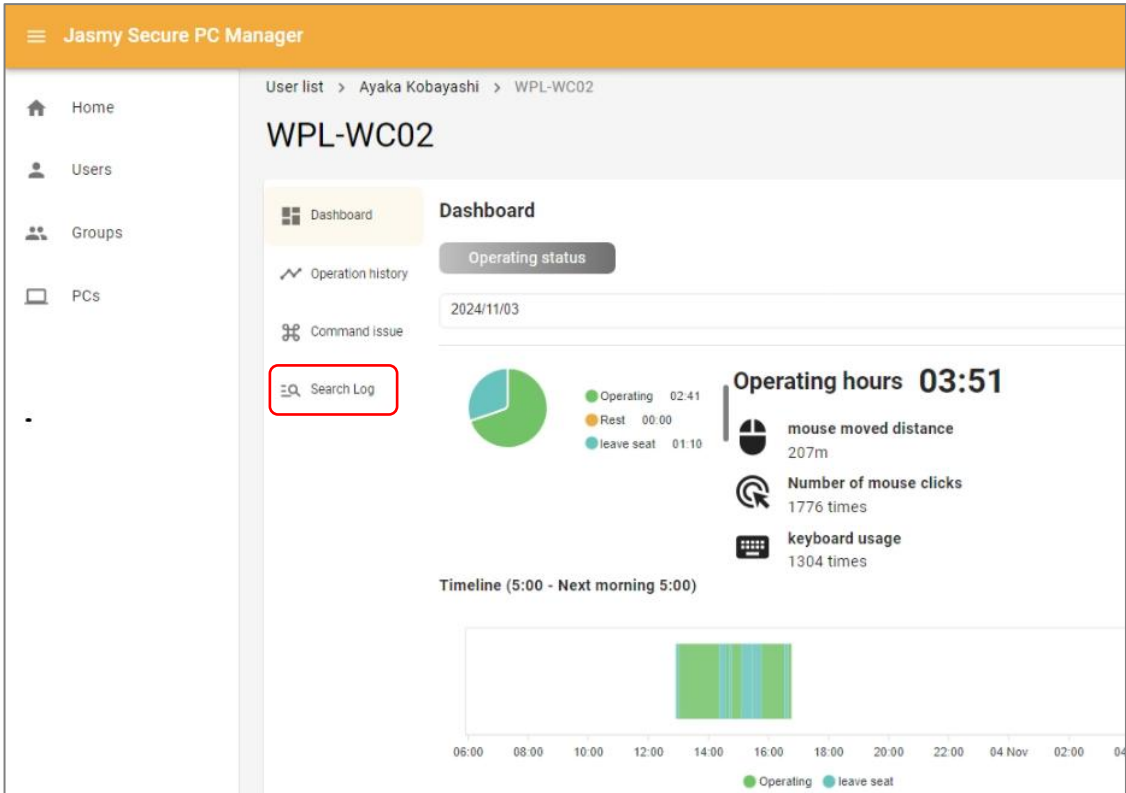 Jasmy Secure PC Manager
Home
Users
Groups
PCs
User list > Ayaka Kobayashi > WPL-WC02
WPL-WC02
Dashboard
Operation history
Command issue
Search Log
Dashboard
Operating status
2024/11/03
Operating 02:41
Rest 00:00
leave seat 01:10
Operating hours 03:51
mouse moved distance
207m
Number of mouse clicks
1776 times
keyboard usage
1304 times
Timeline (5:00 - Next morning 5:00)
06:00 08:00 10:00 12:00 14:00 16:00 18:00 20:00 22:00 04 Nov 02:00 04
Operating leave seat